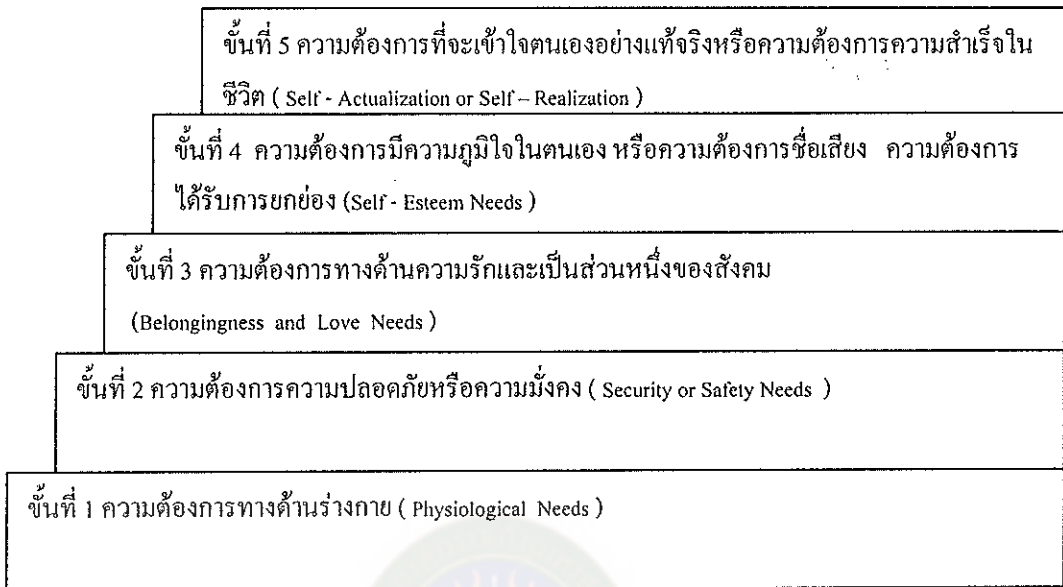 ขั้นที่ 5 ความต้องการที่จะเข้าใจตนเองอย่างแท้จริงหรือความต้องการความสำเร็จใน
ชีวิต ( Self - Actualization or Self – Realization )
ขั้นที่ 4 ความต้องการมีความภูมิใจในตนเอง หรือความต้องการชื่อเสียง ความต้องการ
ได้รับการยกย่อง (Self - Esteem Needs )
ขั้นที่ 3 ความต้องการทางด้านความรักและเป็นส่วนหนึ่งของสังคม
(Belongingness and Love Needs )
ขั้นที่ 2 ความต้องการความปลอดภัยหรือความมั่งคง ( Security or Safety Needs )
ขั้นที่ 1 ความต้องการทางด้านร่างกาย ( Physiological Needs )